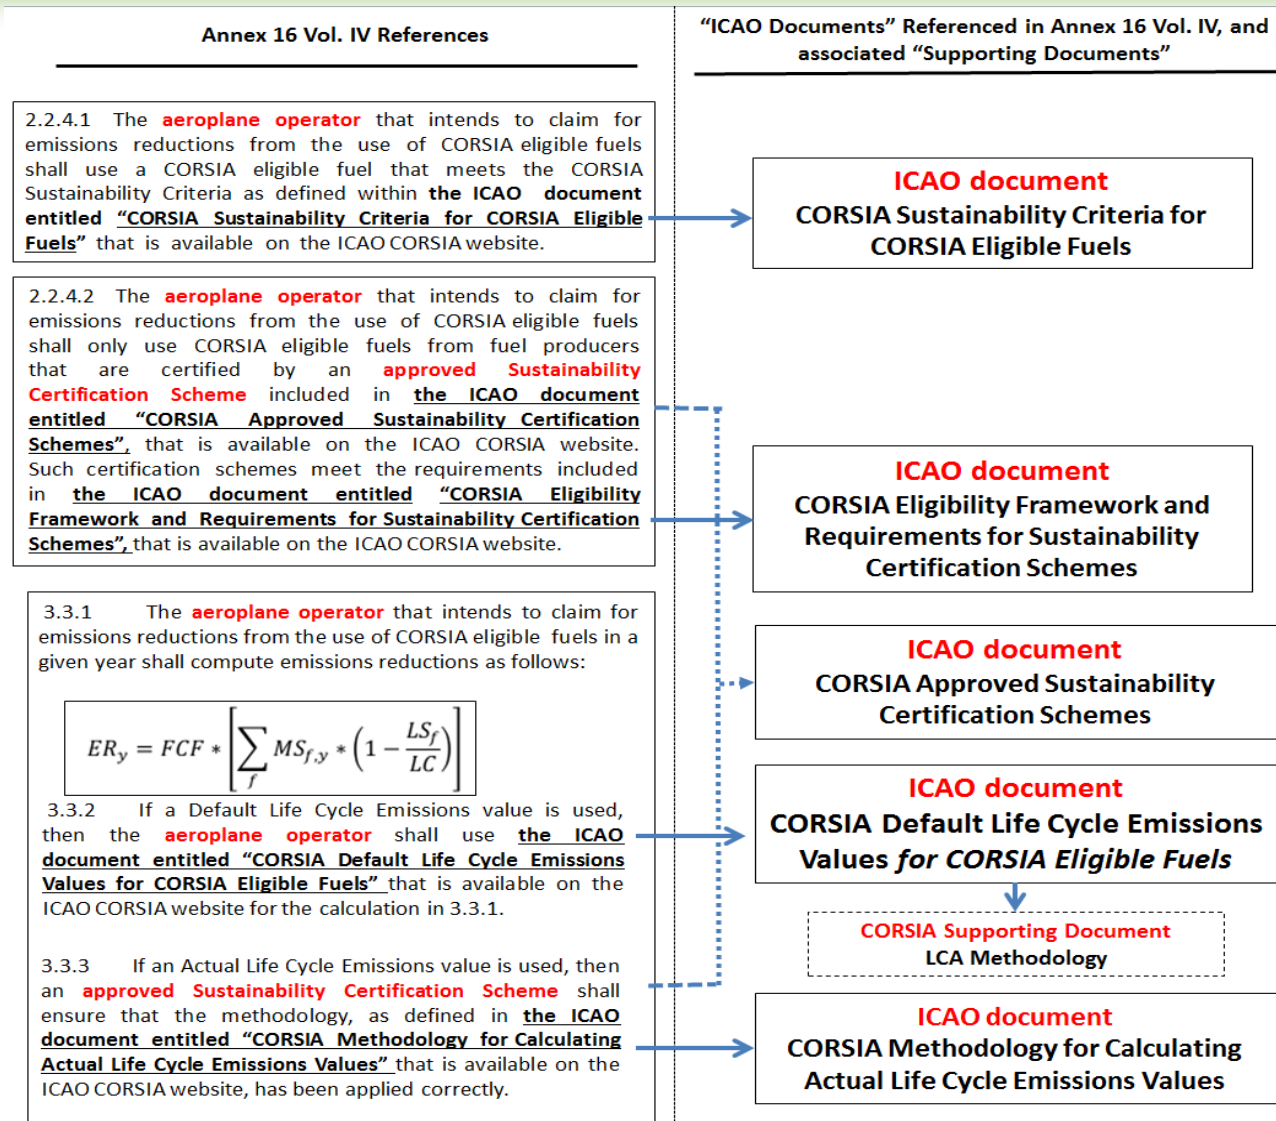 Annex 16 Vol. IV References
2.2.4.1 The aeroplane operator that intends to claim for
emissions reductions from the use of CORSIA eligible fuels
shall use a CORSIA eligible fuel that meets the CORSIA
Sustainability Criteria as defined within the ICAO document
entitled “CORSIA Sustainability Criteria for CORSIA Eligible
Fuels” that is available on the ICAO CORSIA website.
2.2.4.2 The aeroplane operator that intends to claim for
emissions reductions from the use of CORSIA eligible fuels
shall only use CORSIA eligible fuels from fuel producers
that are certified by an approved Sustainability
Certification Scheme included in the ICAO document
entitled “CORSIA Approved Sustainability Certification
Schemes”, that is available on the ICAO CORSIA website.
Such certification schemes meet the requirements included
in the ICAO document entitled “CORSIA Eligibility
Framework and Requirements for Sustainability Certification
Schemes”, that is available on the ICAO CORSIA website.
3.3.1 The aeroplane operator that intends to claim for
emissions reductions from the use of CORSIA eligible fuels in a
given year shall compute emissions reductions as follows:
ER_y = FCF * [∑_f MS_f,y * (1 − LS_f / LC)]
3.3.2 If a Default Life Cycle Emissions value is used,
then the aeroplane operator shall use the ICAO
document entitled “CORSIA Default Life Cycle Emissions
Values for CORSIA Eligible Fuels” that is available on the
ICAO CORSIA website for the calculation in 3.3.1.
3.3.3 If an Actual Life Cycle Emissions value is used, then
an approved Sustainability Certification Scheme shall
ensure that the methodology, as defined in the ICAO
document entitled “CORSIA Methodology for Calculating
Actual Life Cycle Emissions Values” that is available on the
ICAO CORSIA website, has been applied correctly.
“ICAO Documents” Referenced in Annex 16 Vol. IV, and
associated “Supporting Documents”
ICAO document
CORSIA Sustainability Criteria for
CORSIA Eligible Fuels
ICAO document
CORSIA Eligibility Framework and
Requirements for Sustainability
Certification Schemes
ICAO document
CORSIA Approved Sustainability
Certification Schemes
ICAO document
CORSIA Default Life Cycle Emissions
Values for CORSIA Eligible Fuels
CORSIA Supporting Document
LCA Methodology
ICAO document
CORSIA Methodology for Calculating
Actual Life Cycle Emissions Values